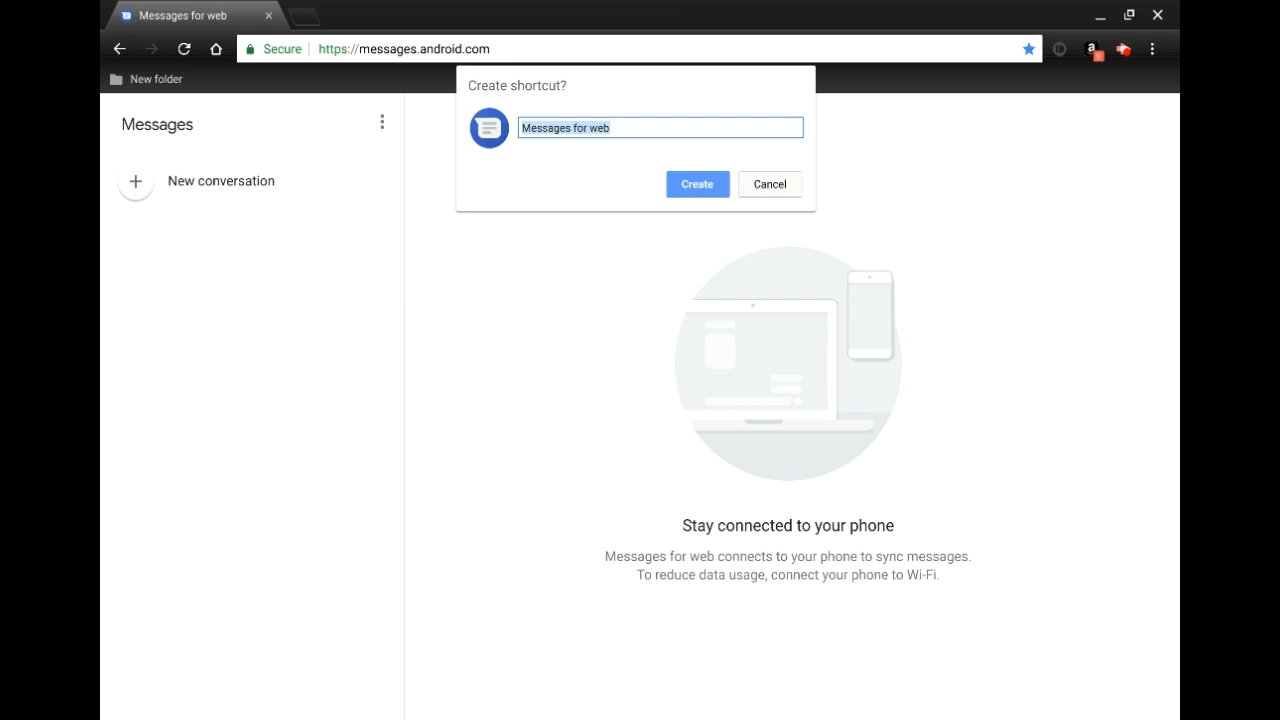 Messages for web
Secure https://messages.android.com
9
New folder
Create shortcut?
Messages for web
Create Cancel
Messages
New conversation
Stay connected to your phone
Messages for web connects to your phone to sync messages.
To reduce data usage, connect your phone to Wi-Fi.